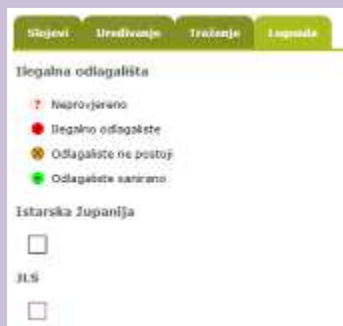 Slojevi Uređivanje Traženje Legenda
Ilegalna odlagališta
? Neprovjereno
Ilegalno odlagalište
Odlagalište ne postoji
Odlagalište sanirano
Istarska županija
JLS